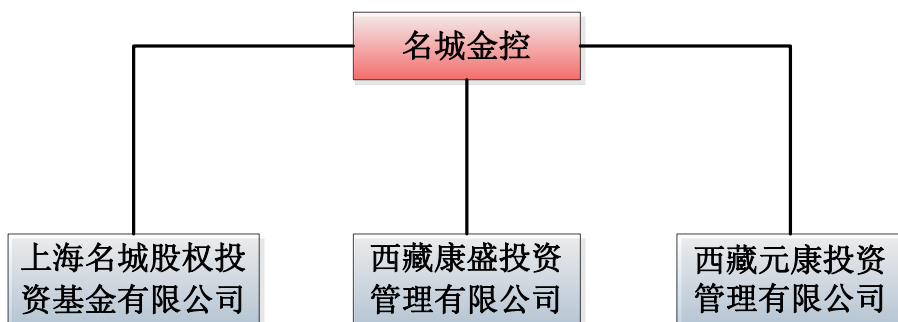 名城金控
上海名城股权投
资基金有限公司
西藏康盛投资
管理有限公司
西藏元康投资
管理有限公司